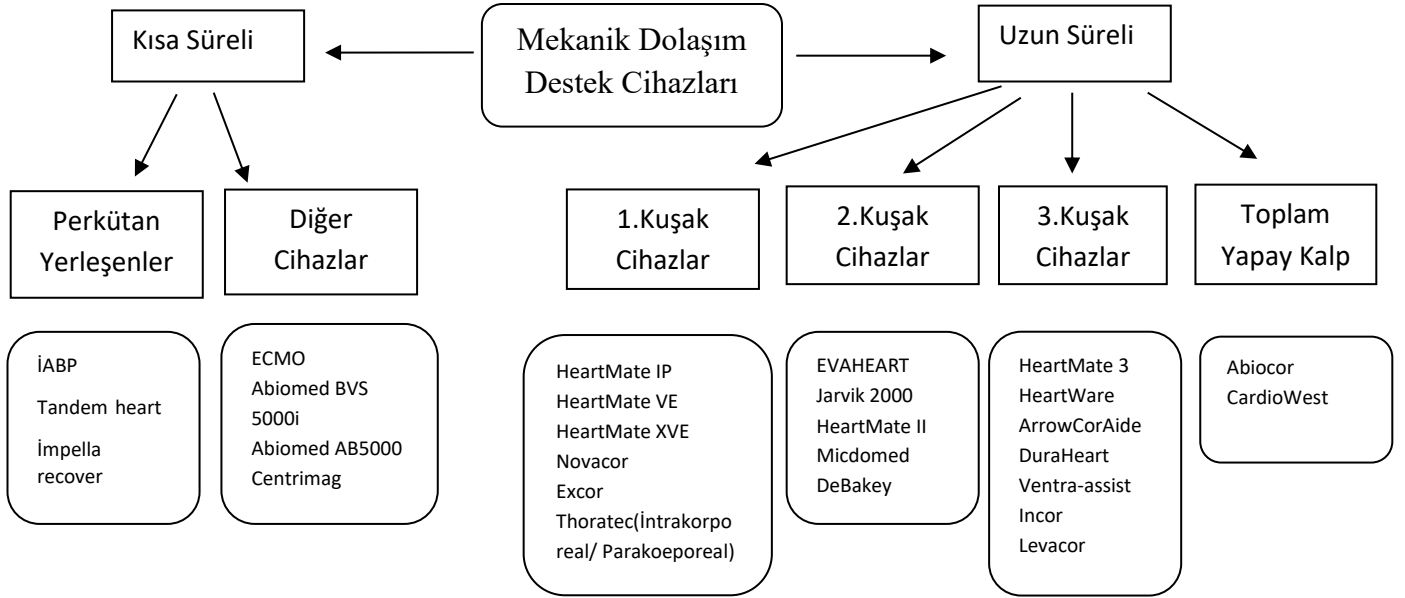 Kısa Süreli
Mekanik Dolaşım
Destek Cihazları
Uzun Süreli
Perkütan
Yerleşenler
Diğer
Cihazlar
1.Kuşak
Cihazlar
2.Kuşak
Cihazlar
3.Kuşak
Cihazlar
Toplam
Yapay Kalp
İABP
Tandem heart
İmpella
recover
ECMO
Abiomed BVS
5000i
Abiomed AB5000
Centrimag
HeartMate IP
HeartMate VE
HeartMate XVE
Novacor
Excor
Thoratec(İntrakorpo
real/ Parakoeporeal)
EVAHEART
Jarvik 2000
HeartMate II
Micdomed
DeBakey
HeartMate 3
HeartWare
ArrowCorAide
DuraHeart
Ventra-assist
Incor
Levacor
Abiocor
CardioWest